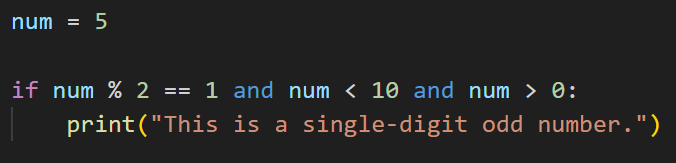 num = 5
if num % 2 == 1 and num < 10 and num > 0:
    print("This is a single-digit odd number.")